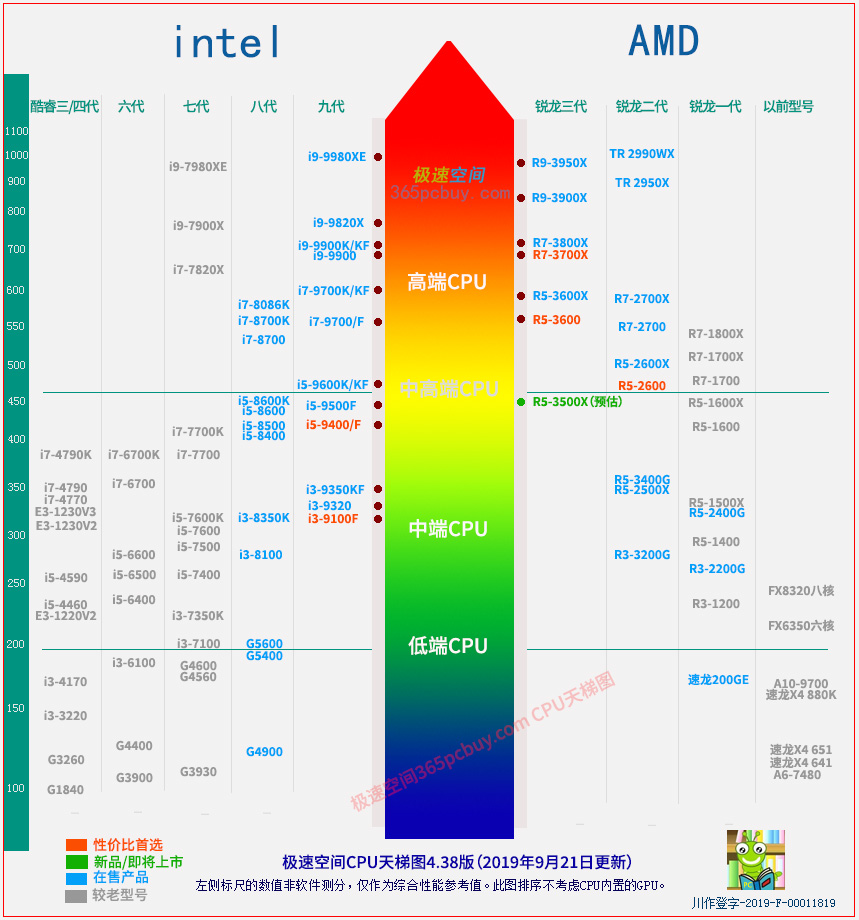 intel
AMD
酷睿三/四代 六代 七代 八代 九代 锐龙三代 锐龙二代 锐龙一代 以前型号
1100
1000
900
800
700
600
550
500
450
400
350
300
250
200
150
100
i7-4790K
i7-4790
i7-4770
E3-1230V3
E3-1230V2
i5-4590
i5-4460
E3-1220V2
i3-4170
i3-3220
G3260
G1840
i7-6700K
i7-6700
i5-6600
i5-6500
i5-6400
i3-6100
G4400
G3900
i9-7980XE
i9-7900X
i7-7820X
i7-7700K
i7-7700
i5-7600K
i5-7600
i5-7500
i5-7400
i3-7350K
i3-7100
G4600
G4560
G3930
i7-8086K
i7-8700K
i7-8700
i5-8600K
i5-8600
i5-8500
i5-8400
i3-8350K
i3-8100
G5600
G5400
G4900
i9-9980XE
i9-9820X
i9-9900K/KF
i9-9900
i7-9700K/KF
i7-9700/F
i5-9600K/KF
i5-9500F
i5-9400/F
i3-9350KF
i3-9320
i3-9100F
极速空间
365pcbuy.com
高端CPU
中高端CPU
中端CPU
低端CPU
R9-3950X
R9-3900X
R7-3800X
R7-3700X
R5-3600X
R5-3600
R5-3500X(预估)
TR 2990WX
TR 2950X
R7-2700X
R7-2700
R5-2600X
R5-2600
R5-3400G
R5-2500X
R3-3200G
R7-1800X
R7-1700X
R7-1700
R5-1600X
R5-1600
R5-1500X
R5-2400G
R5-1400
R3-2200G
R3-1200
速龙200GE
FX8320八核
FX6350六核
A10-9700
速龙X4 880K
速龙X4 651
速龙X4 641
A6-7480
极速空间365pcbuy.com CPU天梯图
性价比首选
新品/即将上市
在售产品
较老型号
极速空间CPU天梯图4.38版(2019年9月21日更新)
左侧标尺的数值非软件测分,仅作为综合性能参考值。此图排序不考虑CPU内置的GPU。
PC
川作登字-2019-F-00011819